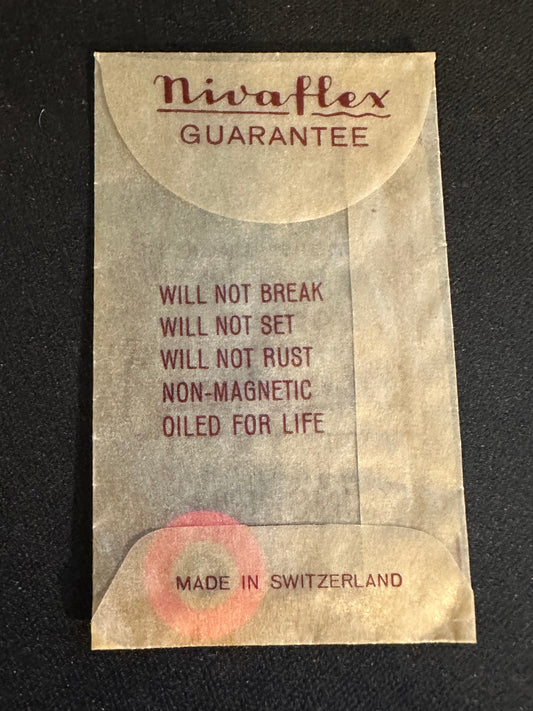 Nivaflex
GUARANTEE
WILL NOT BREAK
WILL NOT SET
WILL NOT RUST
NON-MAGNETIC
OILED FOR LIFE
MADE IN SWITZERLAND